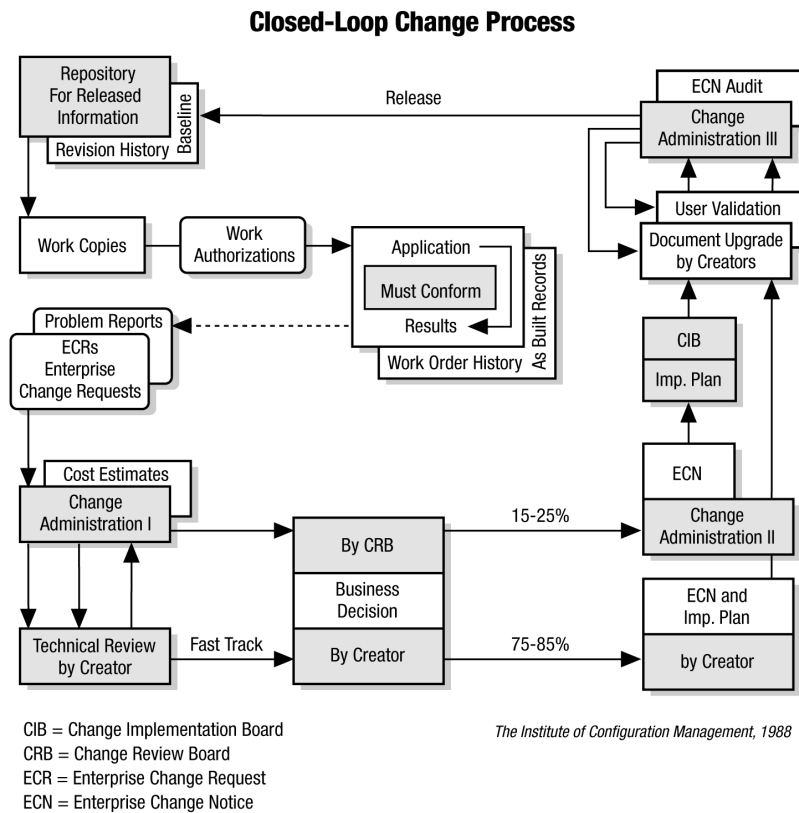 Closed-Loop Change Process
Repository
For Released
Information
Baseline
Revision History
Release
ECN Audit
Change
Administration III
User Validation
Document Upgrade
by Creators
Work Copies
Work
Authorizations
Application
Must Conform
Results
As Built Records
Work Order History
Problem Reports
ECRs
Enterprise
Change Requests
CIB
Imp. Plan
Cost Estimates
Change
Administration I
ECN
Change
Administration II
15-25%
By CRB
Business
Decision
By Creator
Technical Review
by Creator
Fast Track
75-85%
ECN and
Imp. Plan
by Creator
CIB = Change Implementation Board
CRB = Change Review Board
ECR = Enterprise Change Request
ECN = Enterprise Change Notice
The Institute of Configuration Management, 1988